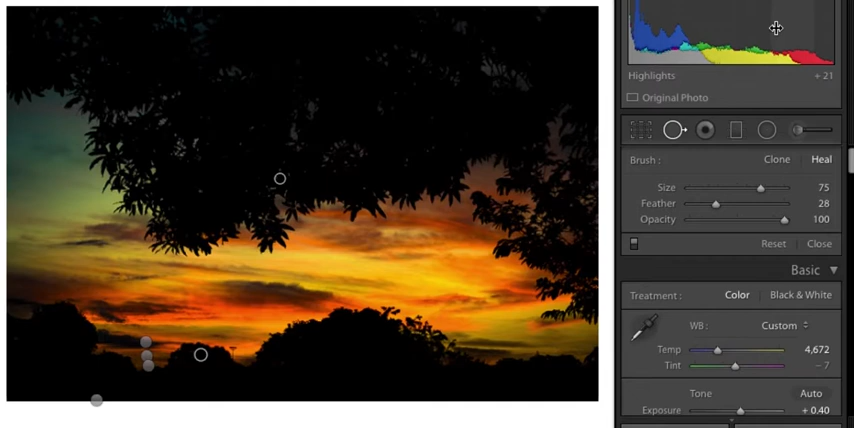 Highlights + 21
Original Photo
Brush : Clone Heal
Size 75
Feather 28
Opacity 100
Reset Close
Basic
Treatment : Color Black & White
WB : Custom
Temp 4,672
Tint – 7
Tone Auto
Exposure + 0.40